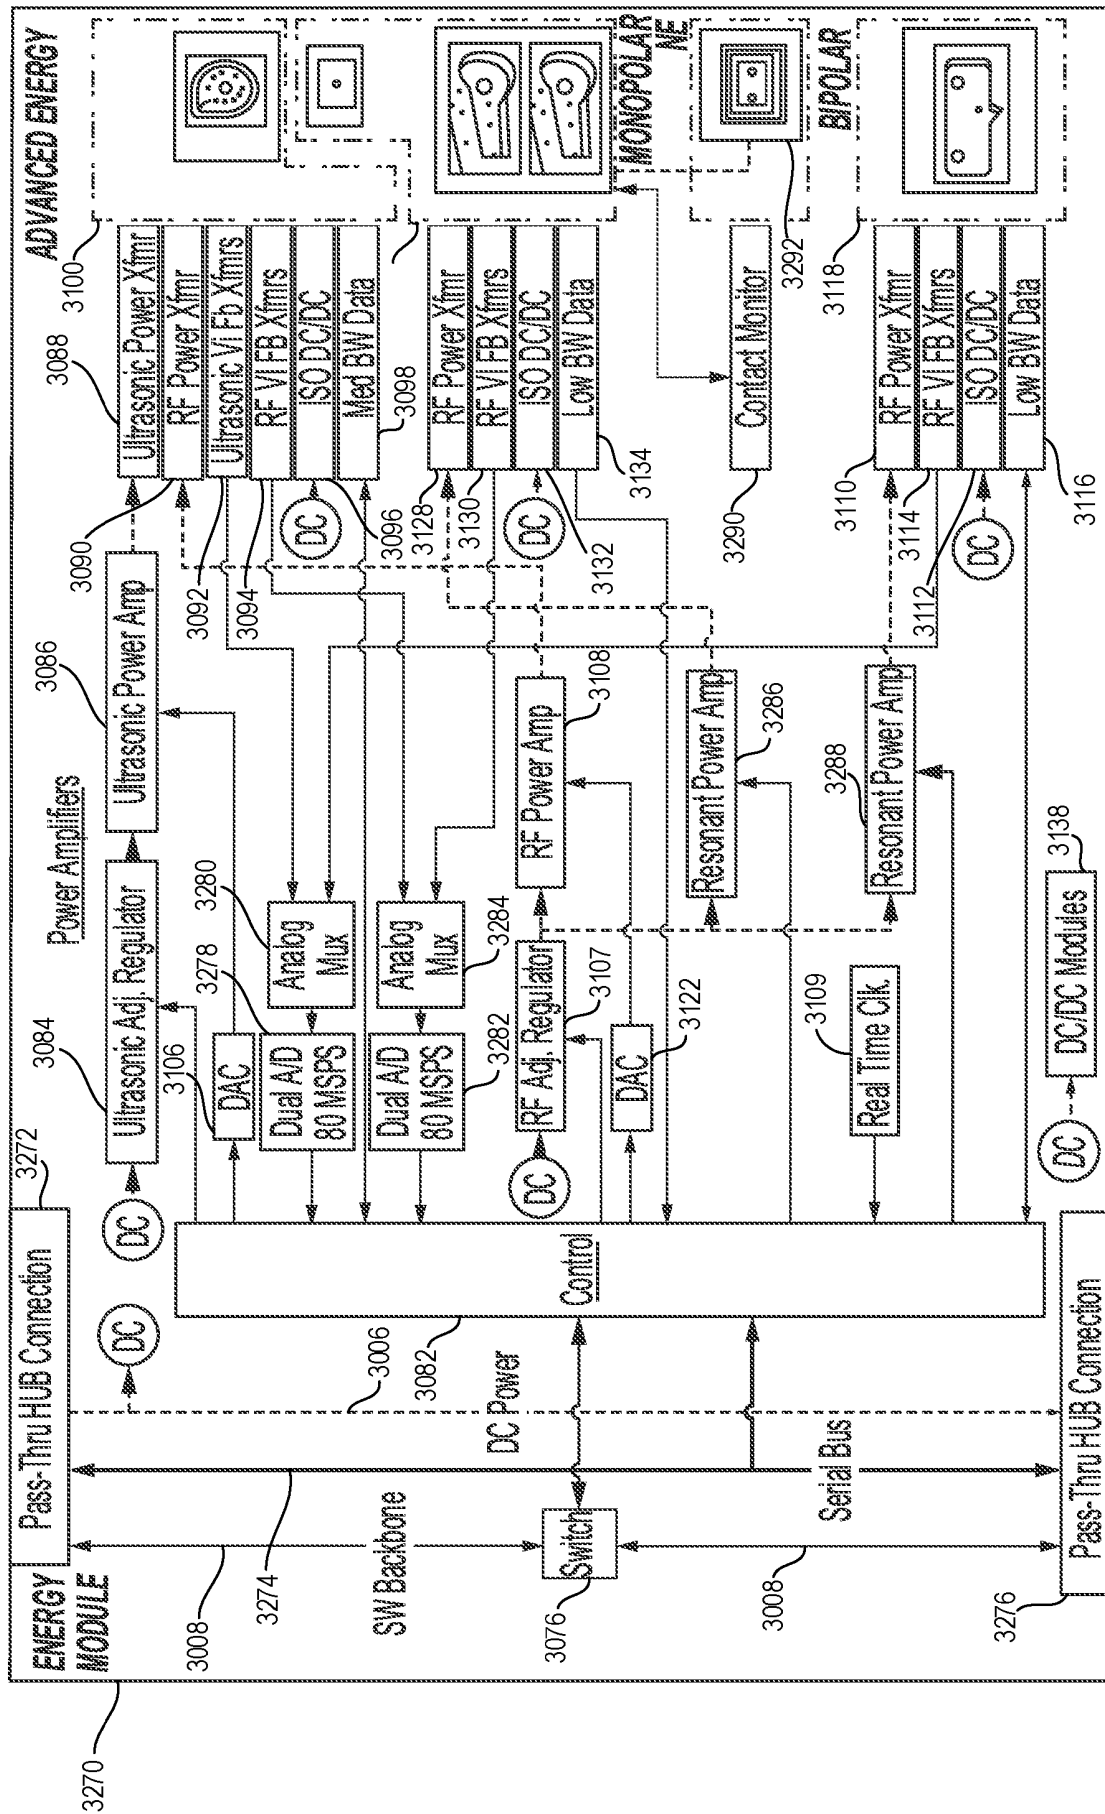 3270
ENERGY
MODULE
3272
Pass-Thru HUB Connection
3008
3274
SW Backbone
3076
Switch
3008
Serial Bus
3276
Pass-Thru HUB Connection
DC
3006
DC Power
3082
Control
Power Amplifiers
DC
3084
Ultrasonic Adj. Regulator
3086
Ultrasonic Power Amp
3106
DAC
3278
Dual A/D
80 MSPS
3280
Analog
Mux
3282
Dual A/D
80 MSPS
3284
Analog
Mux
DC
RF Adj. Regulator
3107
RF Power Amp
3108
DAC
3122
Resonant Power Amp
3286
3288
Resonant Power Amp
3109
Real Time Clk.
DC
DC/DC Modules
3138
ADVANCED ENERGY
3100
3088
Ultrasonic Power Xfmr
3090
RF Power Xfmr
3092
Ultrasonic VI Fb Xfmrs
3094
RF VI FB Xfmrs
DC
ISO DC/DC
3096
Med BW Data
3098
MONOPOLAR
3128
RF Power Xfmr
3130
RF VI FB Xfmrs
DC
ISO DC/DC
3132
Low BW Data
3134
NE
3290
Contact Monitor
3292
BIPOLAR
3118
3110
RF Power Xfmr
3114
RF VI FB Xfmrs
3112
DC
ISO DC/DC
Low BW Data
3116